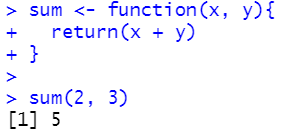 > sum <- function(x, y){
+   return(x + y)
+ }
>
> sum(2, 3)
[1] 5